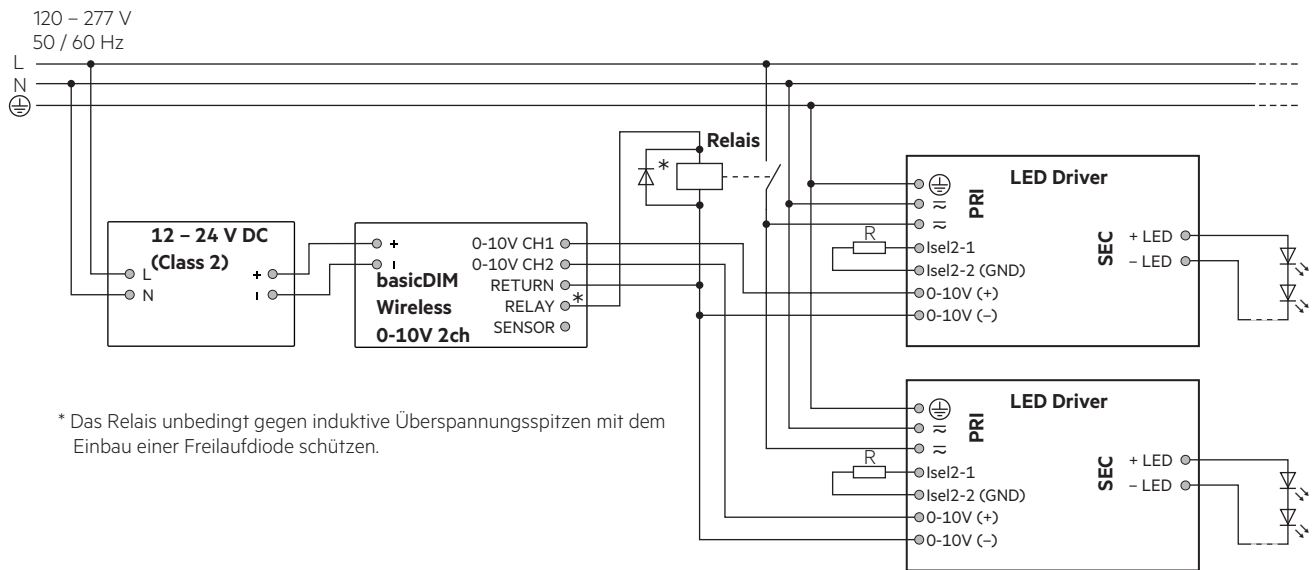 120 – 277 V
50 / 60 Hz
L
N
Relais
*
12 – 24 V DC
(Class 2)
L
N
+
–
+
–
basicDIM
Wireless
0-10V 2ch
0-10V CH1
0-10V CH2
RETURN
RELAY
*
SENSOR
LED Driver
PRI
SEC
R
Isel2-1
Isel2-2 (GND)
0-10V (+)
0-10V (–)
+ LED
– LED
LED Driver
PRI
SEC
R
Isel2-1
Isel2-2 (GND)
0-10V (+)
0-10V (–)
+ LED
– LED
* Das Relais unbedingt gegen induktive Überspannungsspitzen mit dem
Einbau einer Freilaufdiode schützen.